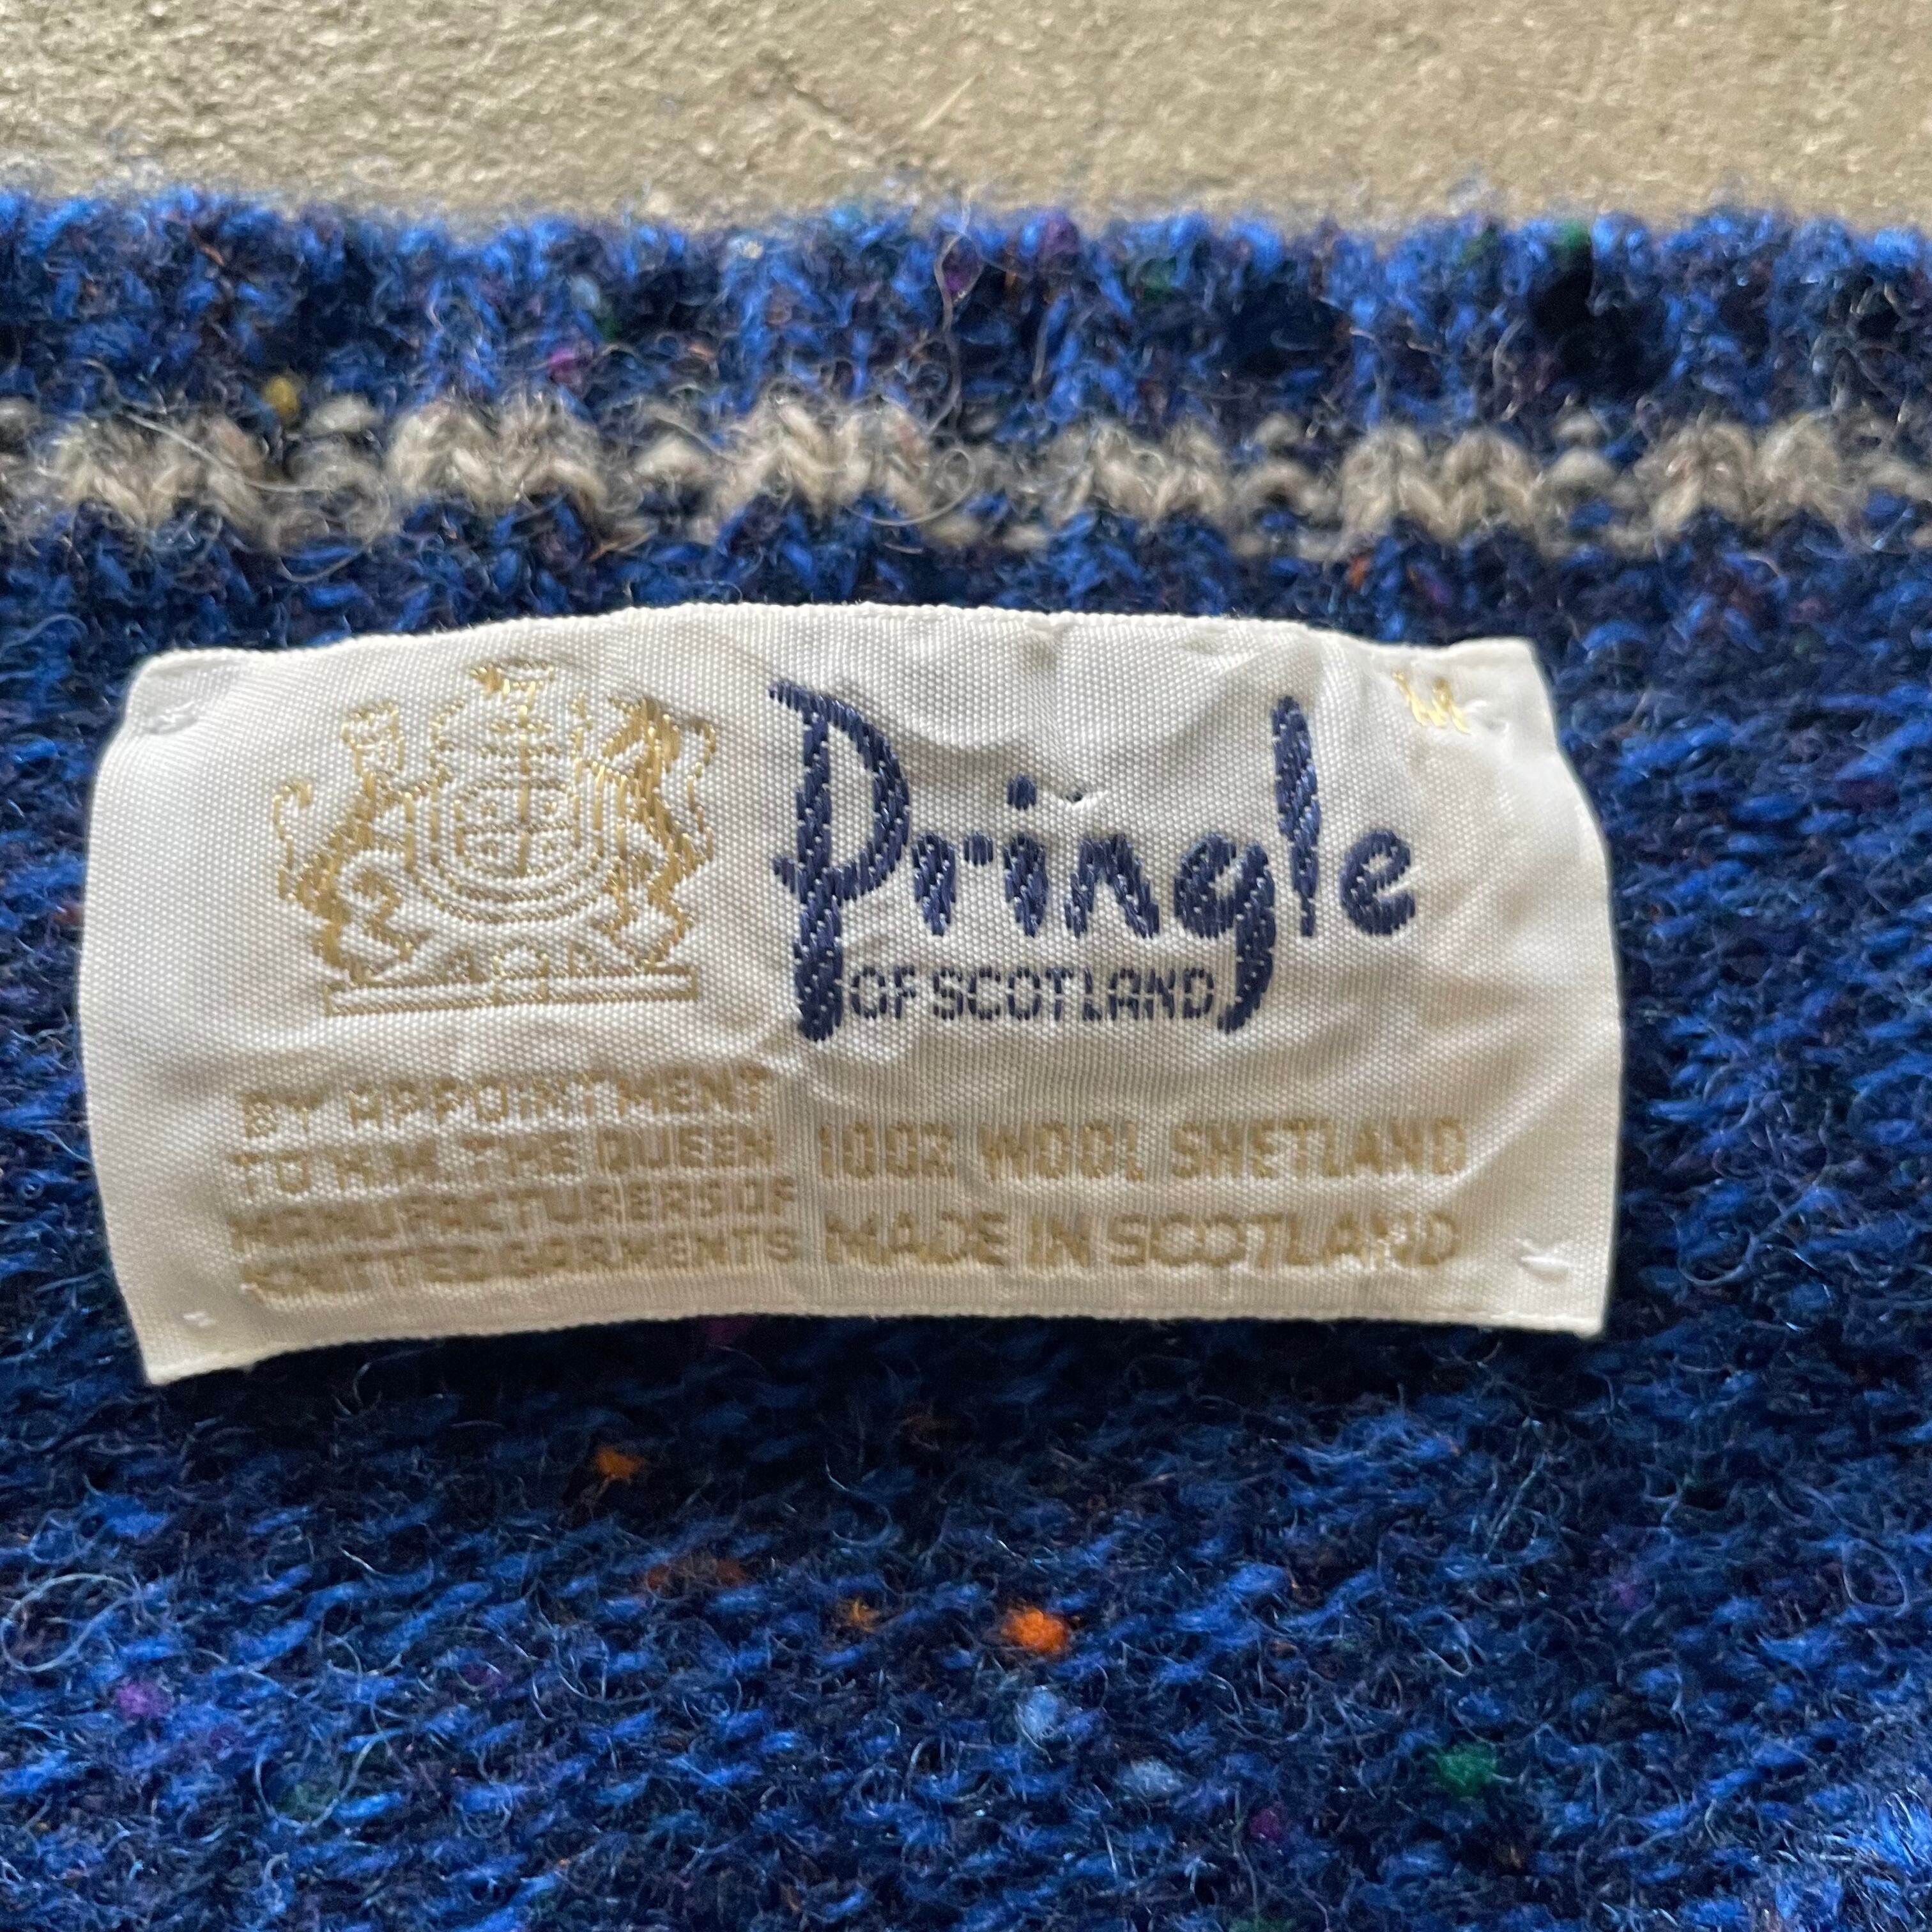 M
Pringle
OF SCOTLAND
BY APPOINTMENT
TO H.M. THE QUEEN
MANUFACTURERS OF
KNITTED GARMENTS
100% WOOL SHETLAND
MADE IN SCOTLAND